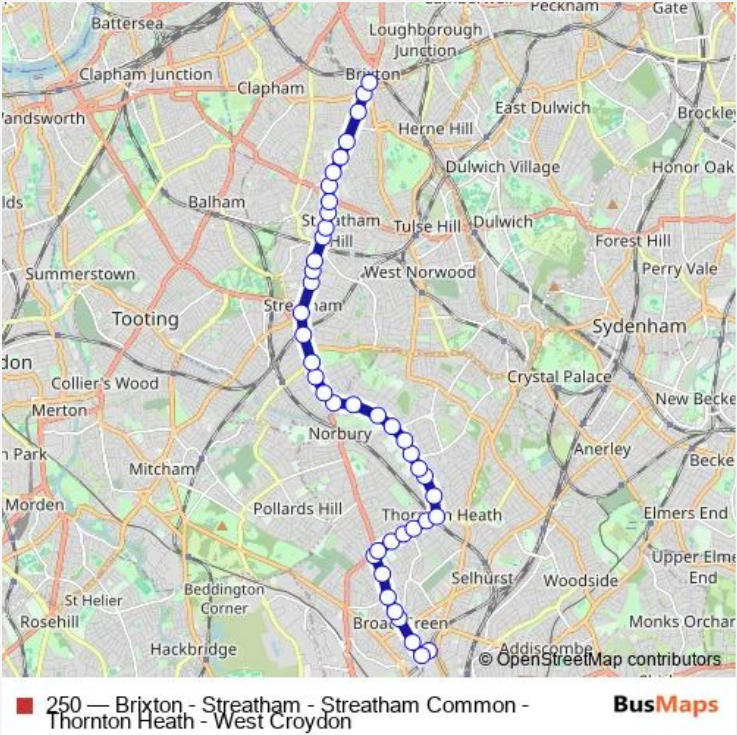 Battersea
Peckham
Gate
Loughborough
Junction
Clapham Junction
Brixton
Clapham
East Dulwich
andsworth
Brockley
Herne Hill
Dulwich Village
Honor Oak
lds
Balham
Streatham
Hill
Tulse Hill
Dulwich
Forest Hill
Summerstown
West Norwood
Perry Vale
Streatham
Tooting
Sydenham
don
Collier's Wood
Crystal Palace
Merton
New Becke
Norbury
Anerley
n Park
Mitcham
Becke
Morden
Pollards Hill
Thornton Heath
Elmers End
Upper Elme
End
Selhurst
Woodside
St Helier
Beddington
Corner
Rosehill
Broad Green
Monks Orchar
Hackbridge
Addiscombe
© OpenStreetMap contributors
250 — Brixton - Streatham - Streatham Common -
Thornton Heath - West Croydon
BusMaps